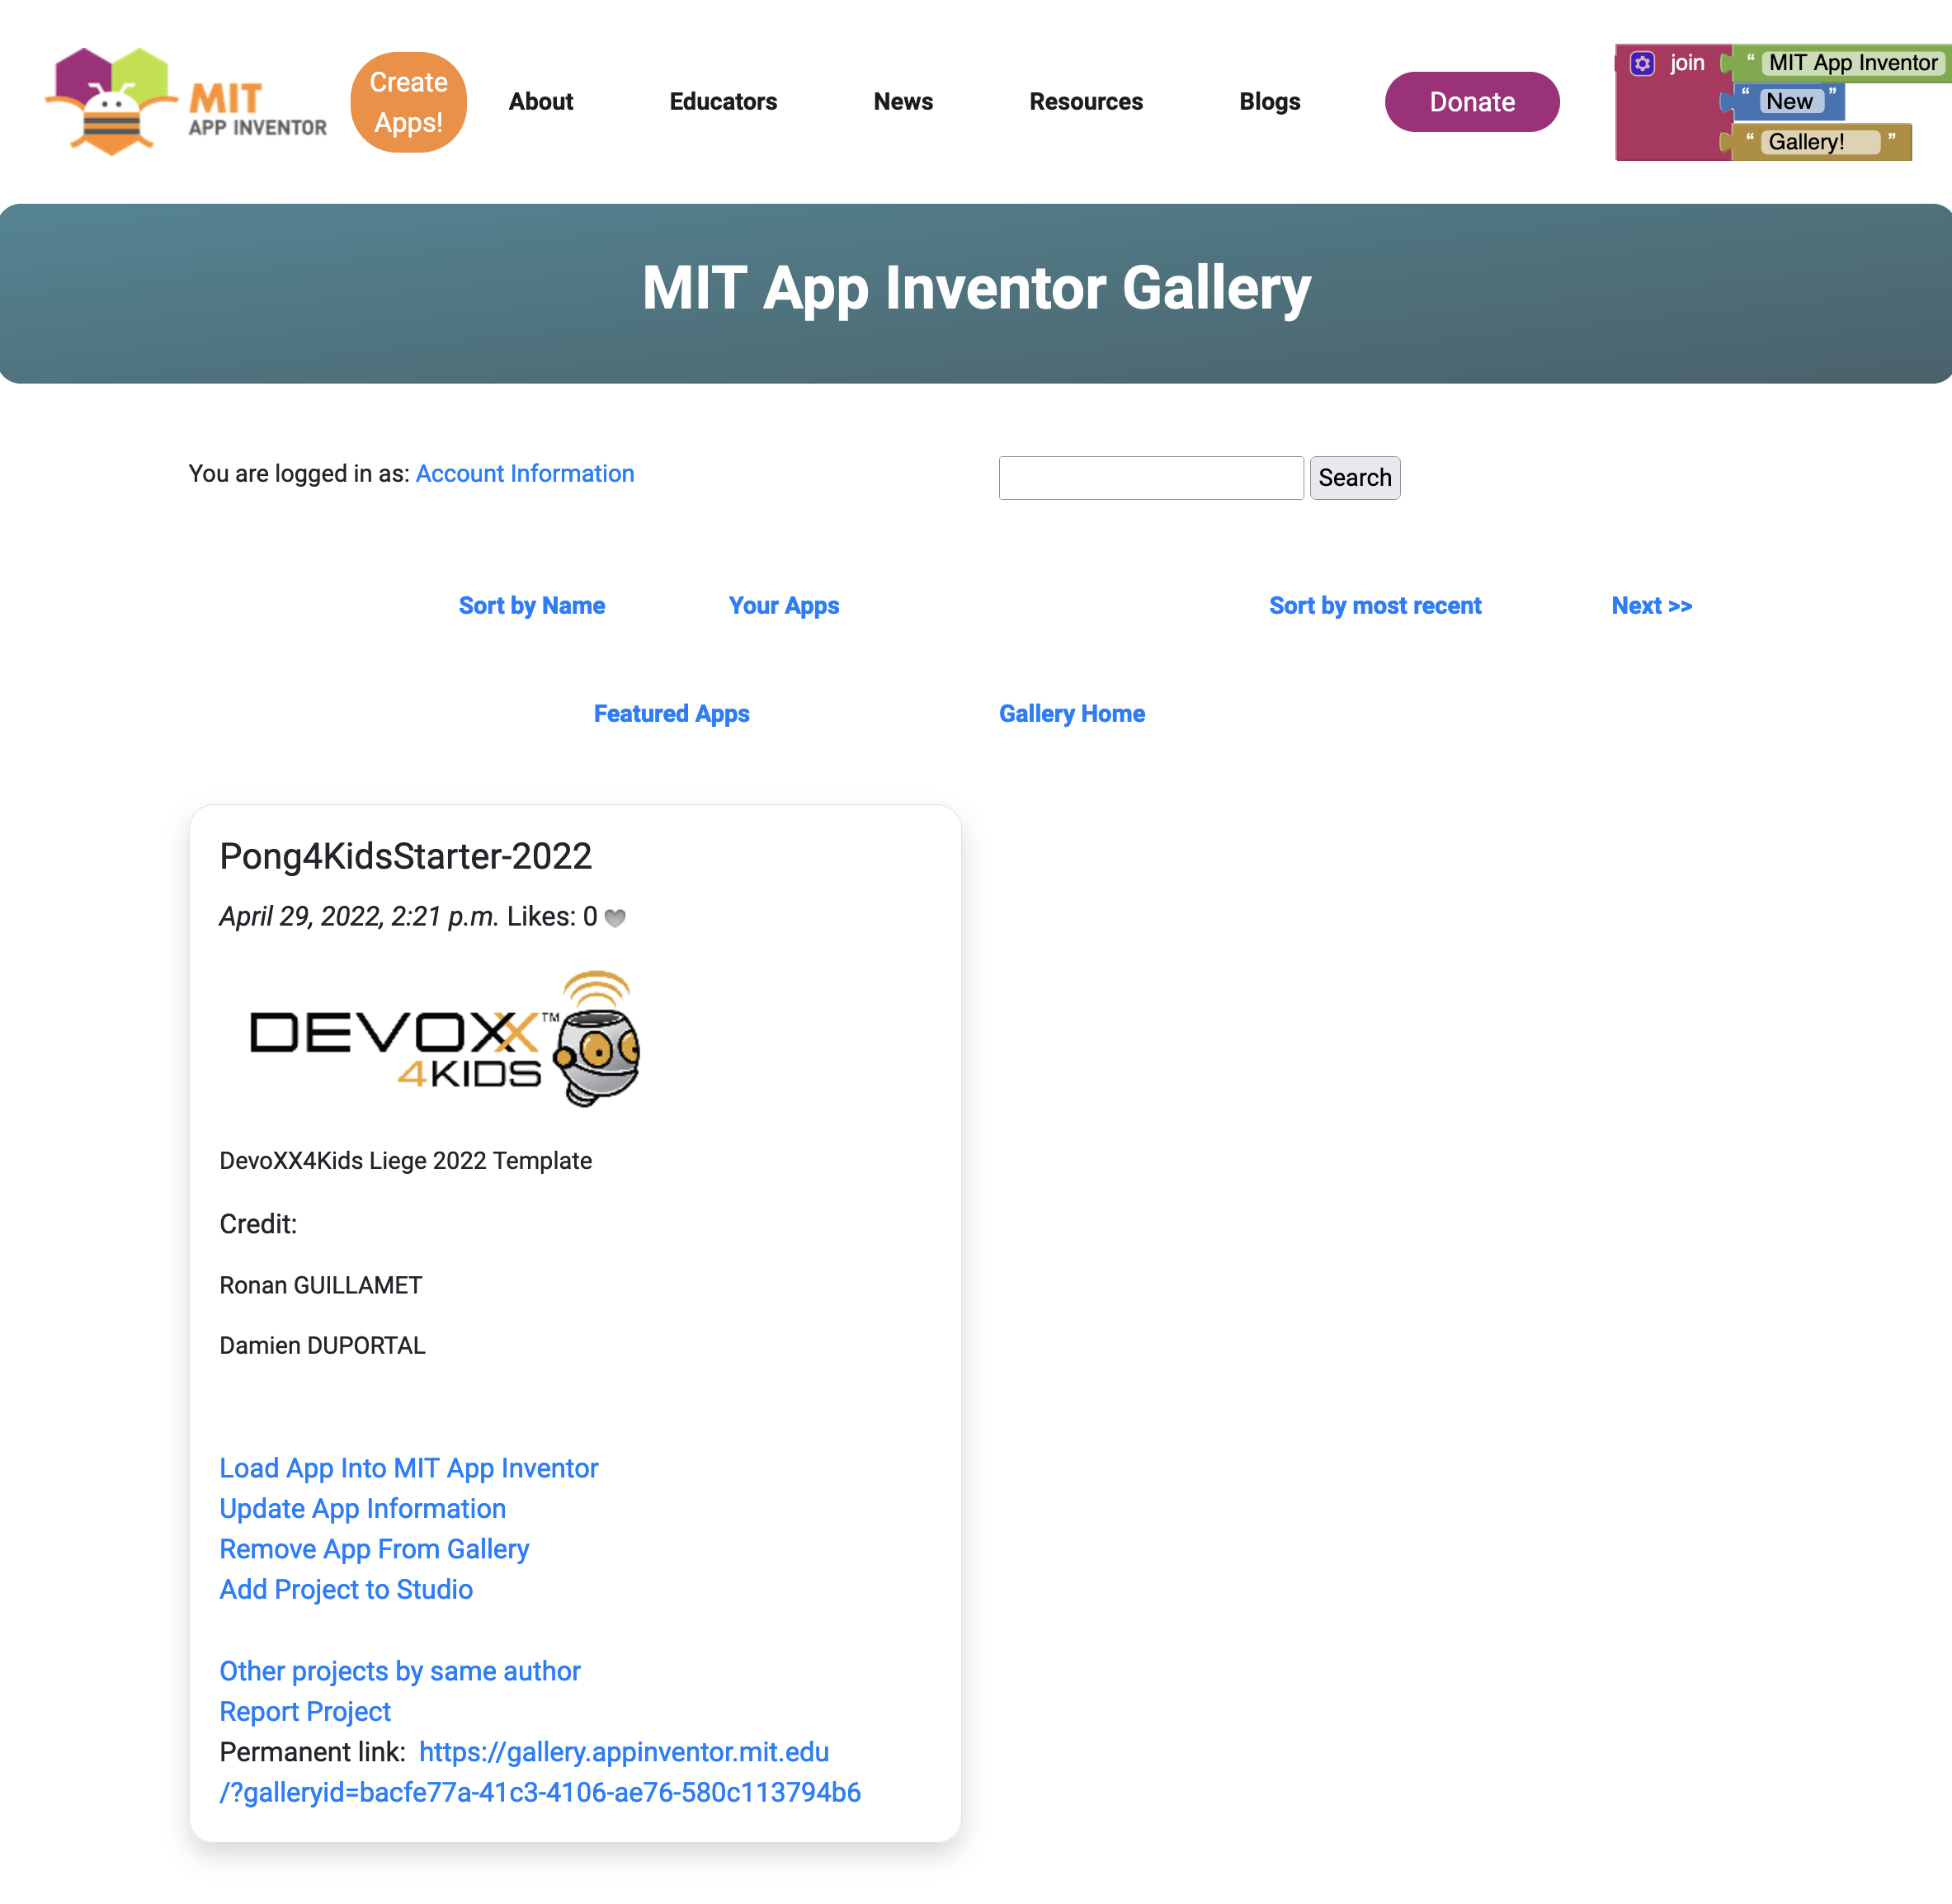 MIT
APP INVENTOR
Create
Apps!
About
Educators
News
Resources
Blogs
Donate
join
“ MIT App Inventor
“ New ”
“ Gallery! ”
MIT App Inventor Gallery
You are logged in as: Account Information
Search
Sort by Name
Your Apps
Sort by most recent
Next >>
Featured Apps
Gallery Home
Pong4KidsStarter-2022
April 29, 2022, 2:21 p.m. Likes: 0
DEVOXX™
4KIDS
DevoXX4Kids Liege 2022 Template
Credit:
Ronan GUILLAMET
Damien DUPORTAL
Load App Into MIT App Inventor
Update App Information
Remove App From Gallery
Add Project to Studio
Other projects by same author
Report Project
Permanent link: https://gallery.appinventor.mit.edu
/?galleryid=bacfe77a-41c3-4106-ae76-580c113794b6